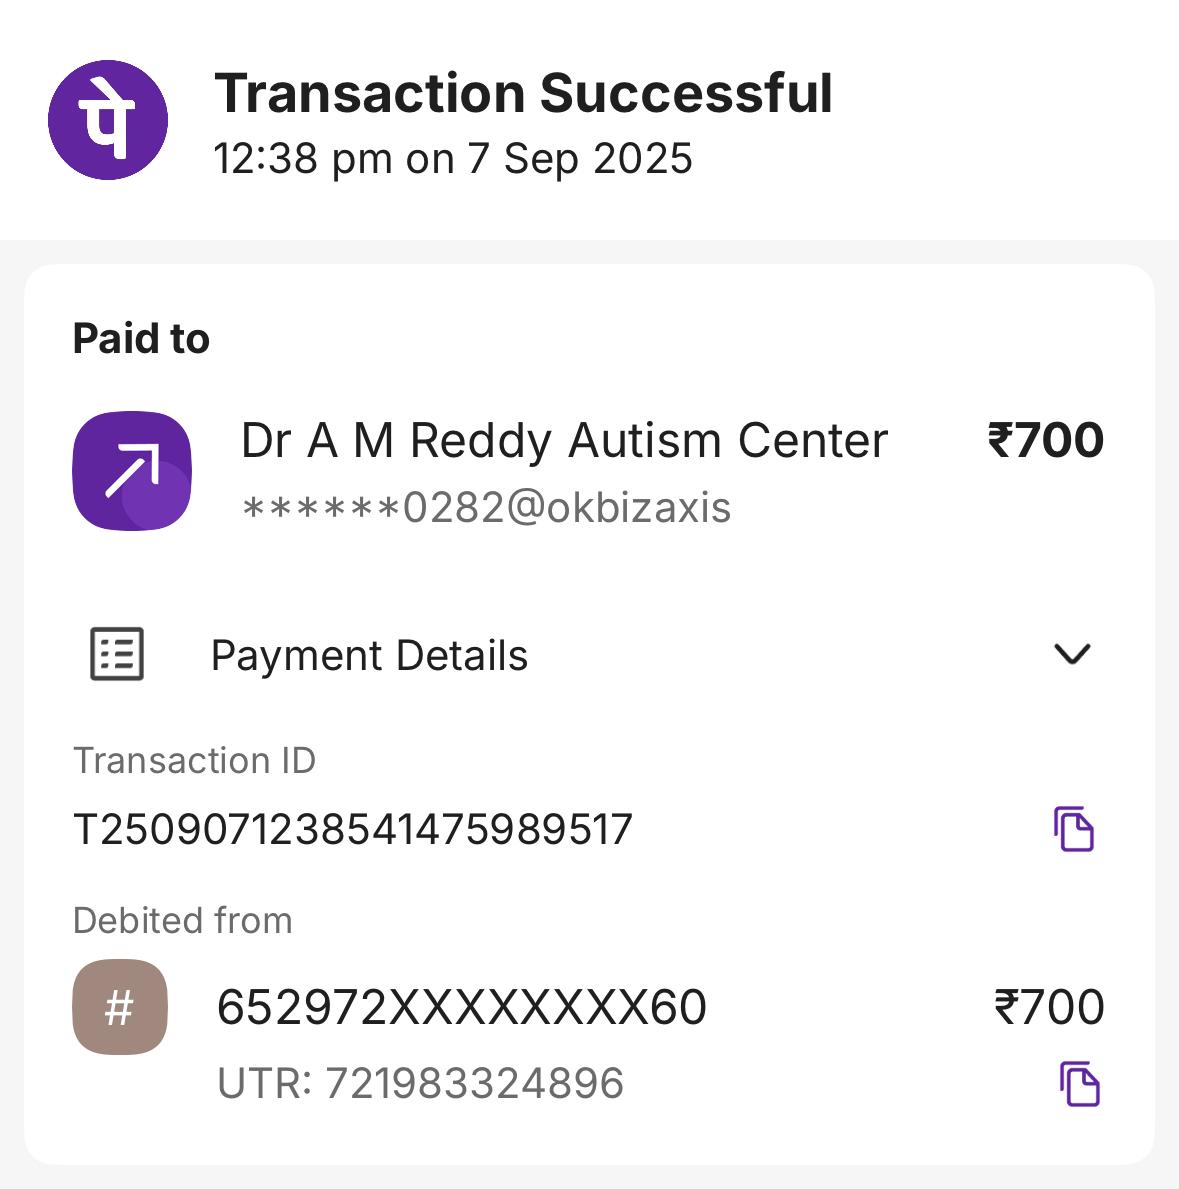 पे
Transaction Successful
12:38 pm on 7 Sep 2025
Paid to
Dr A M Reddy Autism Center ₹700
******0282@okbizaxis
Payment Details
Transaction ID
T2509071238541475989517
Debited from
# 652972XXXXXXXX60 ₹700
UTR: 721983324896